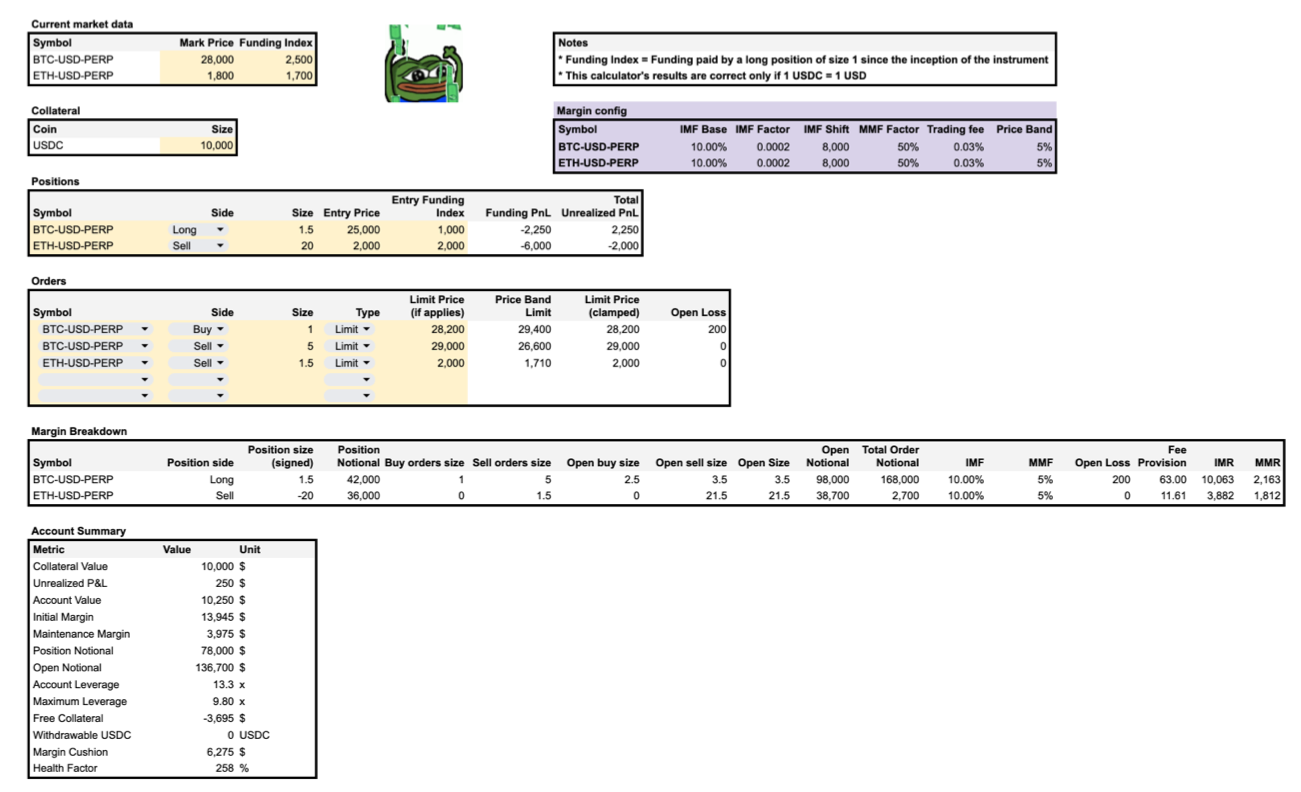 Current market data
Symbol Mark Price Funding Index
BTC-USD-PERP 28,000 2,500
ETH-USD-PERP 1,800 1,700
Notes
* Funding Index = Funding paid by a long position of size 1 since the inception of the instrument
* This calculator's results are correct only if 1 USDC = 1 USD
Collateral
Coin Size
USDC 10,000
Margin config
Symbol IMF Base IMF Factor IMF Shift MMF Factor Trading fee Price Band
BTC-USD-PERP 10.00% 0.0002 8,000 50% 0.03% 5%
ETH-USD-PERP 10.00% 0.0002 8,000 50% 0.03% 5%
Positions
Entry Funding Total
Symbol Side Size Entry Price Index Funding PnL Unrealized PnL
BTC-USD-PERP Long 1.5 25,000 1,000 -2,250 2,250
ETH-USD-PERP Sell 20 2,000 2,000 -6,000 -2,000
Orders
Limit Price Price Band Limit Price
Symbol Side Size Type (if applies) Limit (clamped) Open Loss
BTC-USD-PERP Buy 1 Limit 28,200 29,400 28,200 200
BTC-USD-PERP Sell 5 Limit 29,000 26,600 29,000 0
ETH-USD-PERP Sell 1.5 Limit 2,000 1,710 2,000 0
Margin Breakdown
Position size Position Open Total Order Fee
Symbol Position side (signed) Notional Buy orders size Sell orders size Open buy size Open sell size Open Size Notional Notional IMF MMF Open Loss Provision IMR MMR
BTC-USD-PERP Long 1.5 42,000 1 5 2.5 3.5 3.5 98,000 168,000 10.00% 5% 200 63.00 10,063 2,163
ETH-USD-PERP Sell -20 36,000 0 1.5 0 21.5 21.5 38,700 2,700 10.00% 5% 0 11.61 3,882 1,812
Account Summary
Metric Value Unit
Collateral Value 10,000 $
Unrealized P&L 250 $
Account Value 10,250 $
Initial Margin 13,945 $
Maintenance Margin 3,975 $
Position Notional 78,000 $
Open Notional 136,700 $
Account Leverage 13.3 x
Maximum Leverage 9.80 x
Free Collateral -3,695 $
Withdrawable USDC 0 USDC
Margin Cushion 6,275 $
Health Factor 258 %